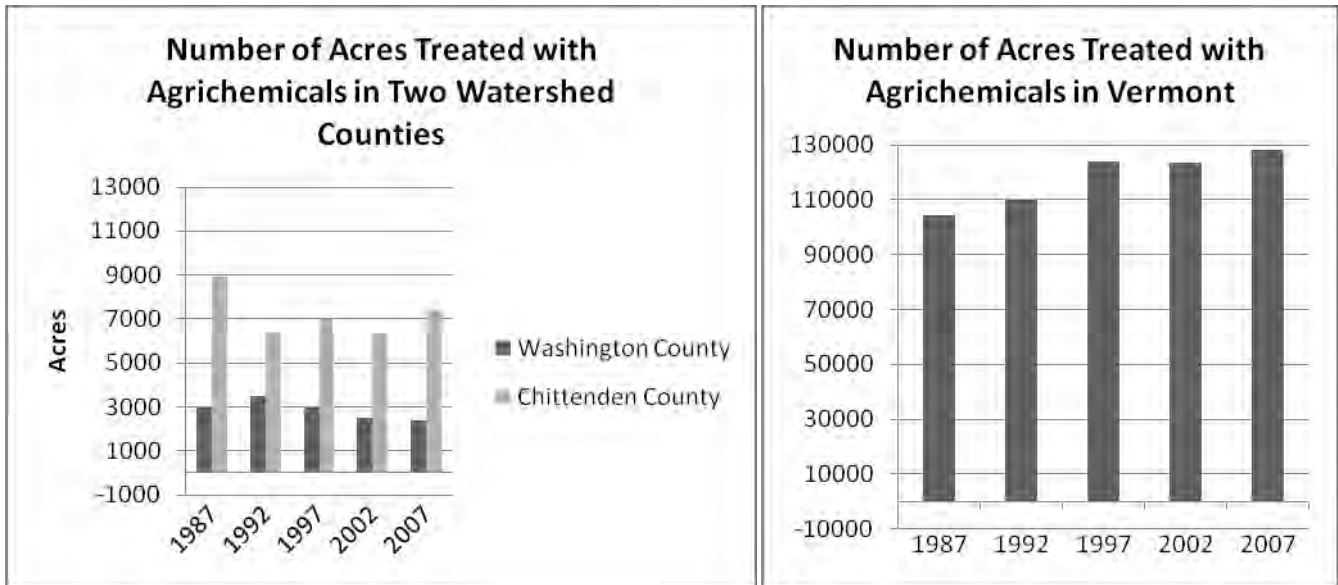 Number of Acres Treated with
Agrichemicals in Two Watershed
Counties
13000
11000
9000
7000
5000
3000
1000
-1000
Acres
1987
1992
1997
2002
2007
Washington County
Chittenden County
Number of Acres Treated with
Agrichemicals in Vermont
130000
110000
90000
70000
50000
30000
10000
-10000
1987 1992 1997 2002 2007